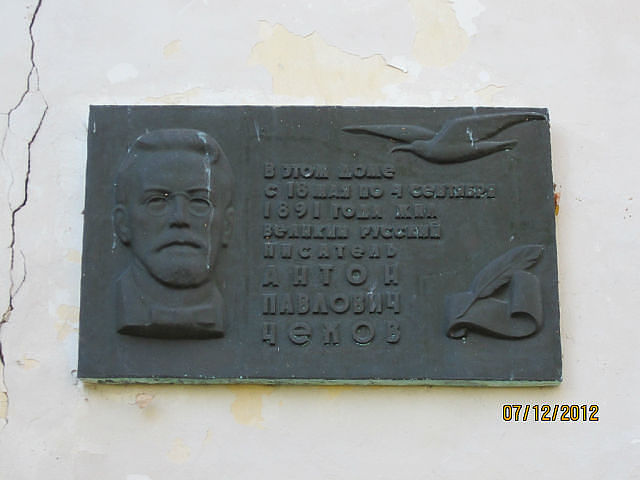 В ЭТОМ ДОМЕ
С 18 МАЯ ПО 4 СЕНТЯБРЯ
1891 ГОДА ЖИЛ
ВЕЛИКИЙ РУССКИЙ
ПИСАТЕЛЬ
АНТОН
ПАВЛОВИЧ
ЧЕХОВ
07/12/2012